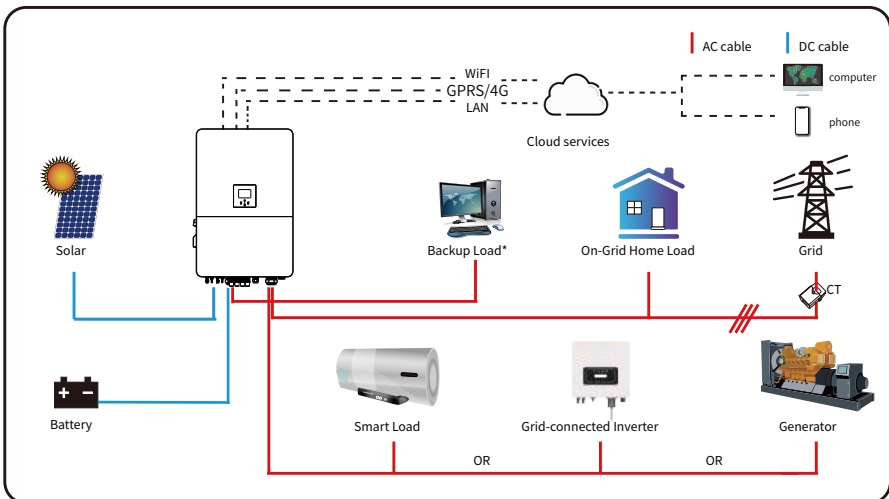 AC cable
DC cable
WiFI
GPRS/4G
LAN
computer
phone
Cloud services
Solar
Backup Load*
On-Grid Home Load
Grid
CT
Battery
Smart Load
Grid-connected Inverter
Generator
OR
OR